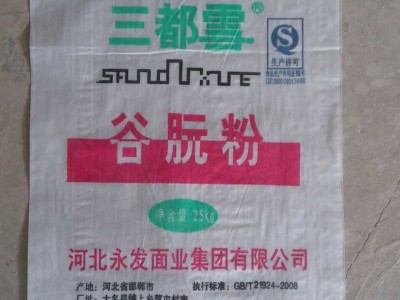 三都雪®
SANDUXUE
生产许可
谷朊粉
净含量 25kg
河北永发面业集团有限公司
产地：河北省邯郸市
执行标准：GB/T21924-2008